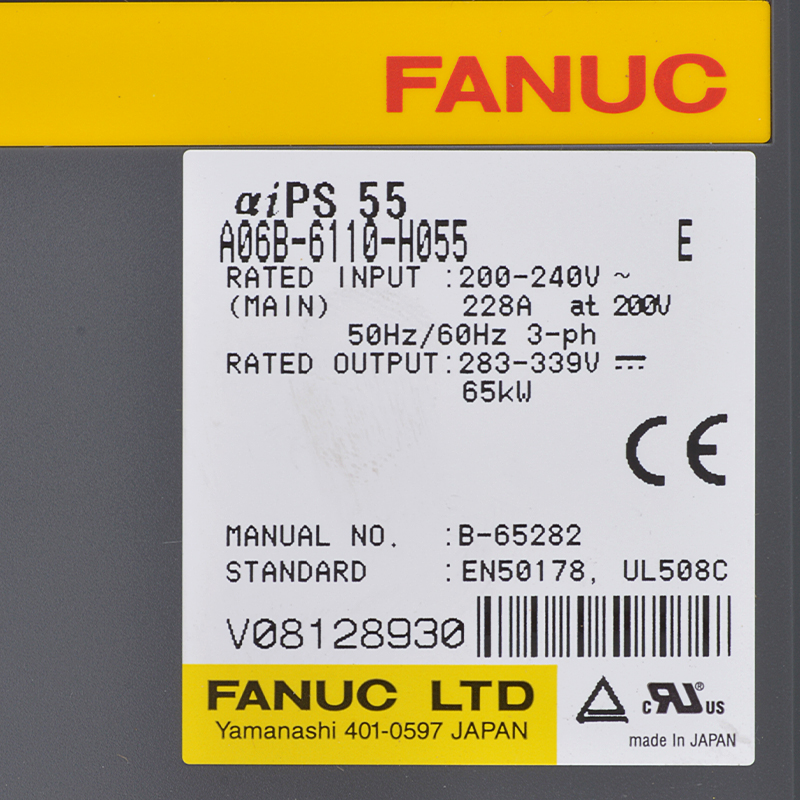 FANUC
αiPS 55
A06B-6110-H055 E
RATED INPUT :200-240V ~
(MAIN) 228A at 200V
50Hz/60Hz 3-ph
RATED OUTPUT:283-339V ⎓
65kW
CE
MANUAL NO. :B-65282
STANDARD :EN50178, UL508C
V08128930
FANUC LTD
Yamanashi 401-0597 JAPAN
c RU® US
made In JAPAN